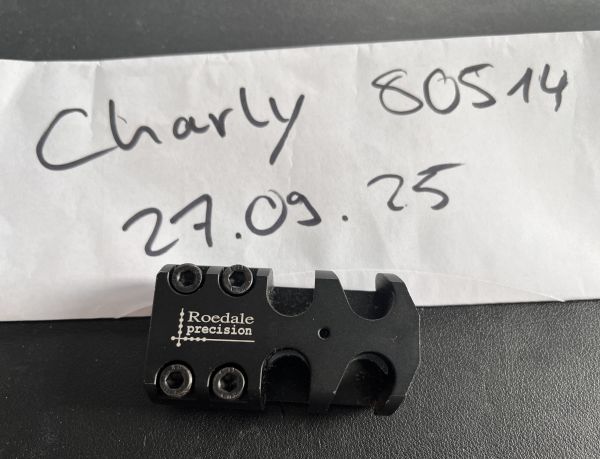 Charly 80514
27.09.25
Roedale
precision